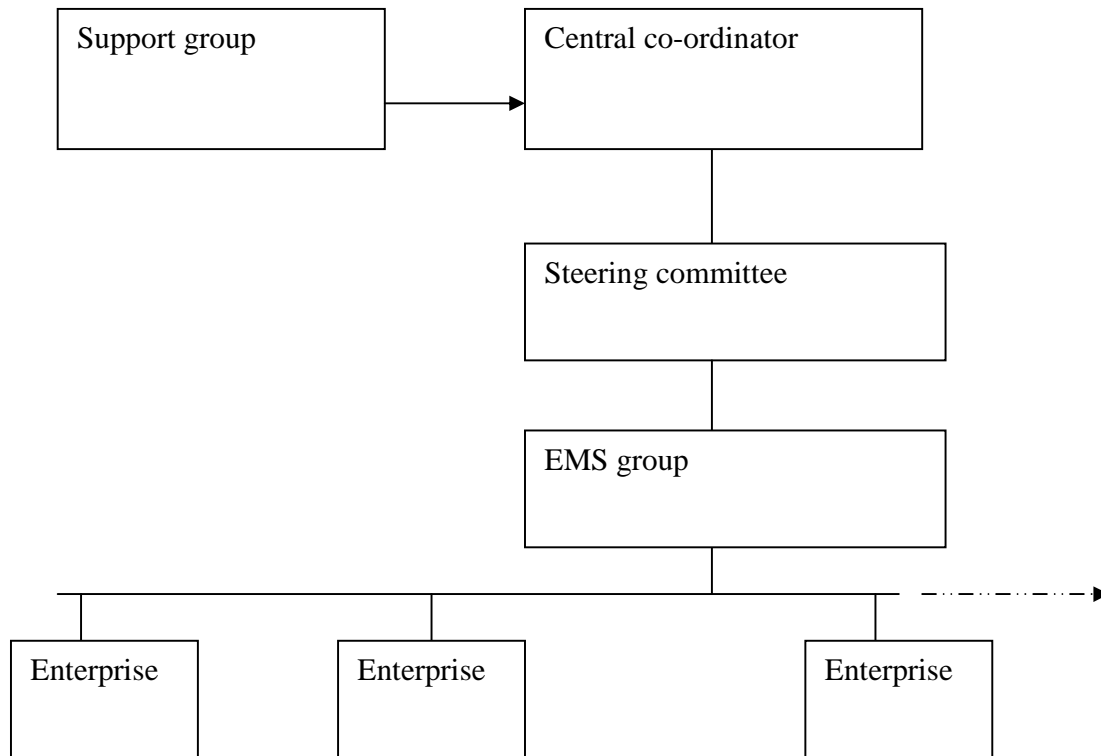 Support group
Central co-ordinator
Steering committee
EMS group
Enterprise
Enterprise
Enterprise